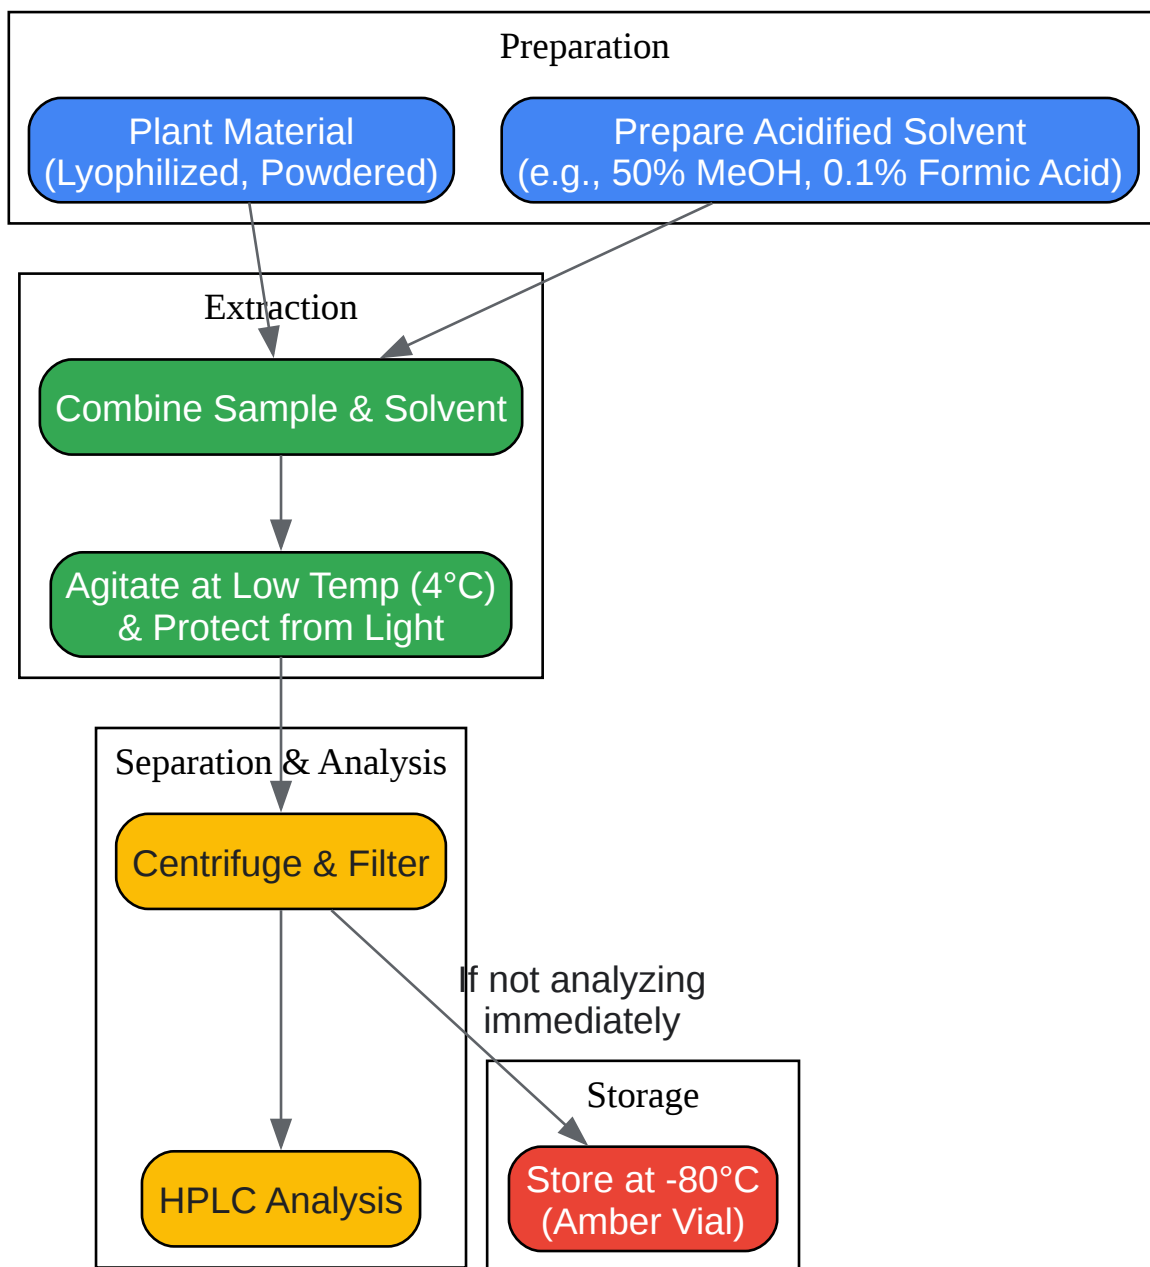 Preparation
Plant Material
(Lyophilized, Powdered)
Prepare Acidified Solvent
(e.g., 50% MeOH, 0.1% Formic Acid)
Extraction
Combine Sample & Solvent
Agitate at Low Temp (4°C)
& Protect from Light
Separation & Analysis
Centrifuge & Filter
If not analyzing
immediately
Storage
HPLC Analysis
Store at -80°C
(Amber Vial)